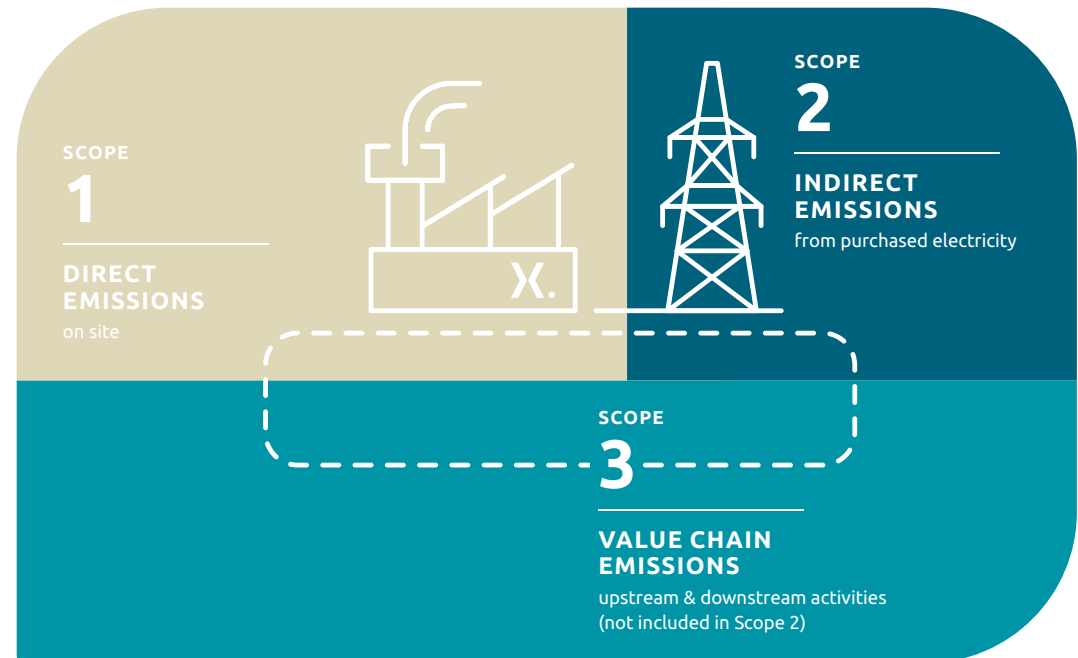 SCOPE
1
DIRECT
EMISSIONS
on site
X.
SCOPE
2
INDIRECT
EMISSIONS
from purchased electricity
SCOPE
3
VALUE CHAIN
EMISSIONS
upstream & downstream activities
(not included in Scope 2)